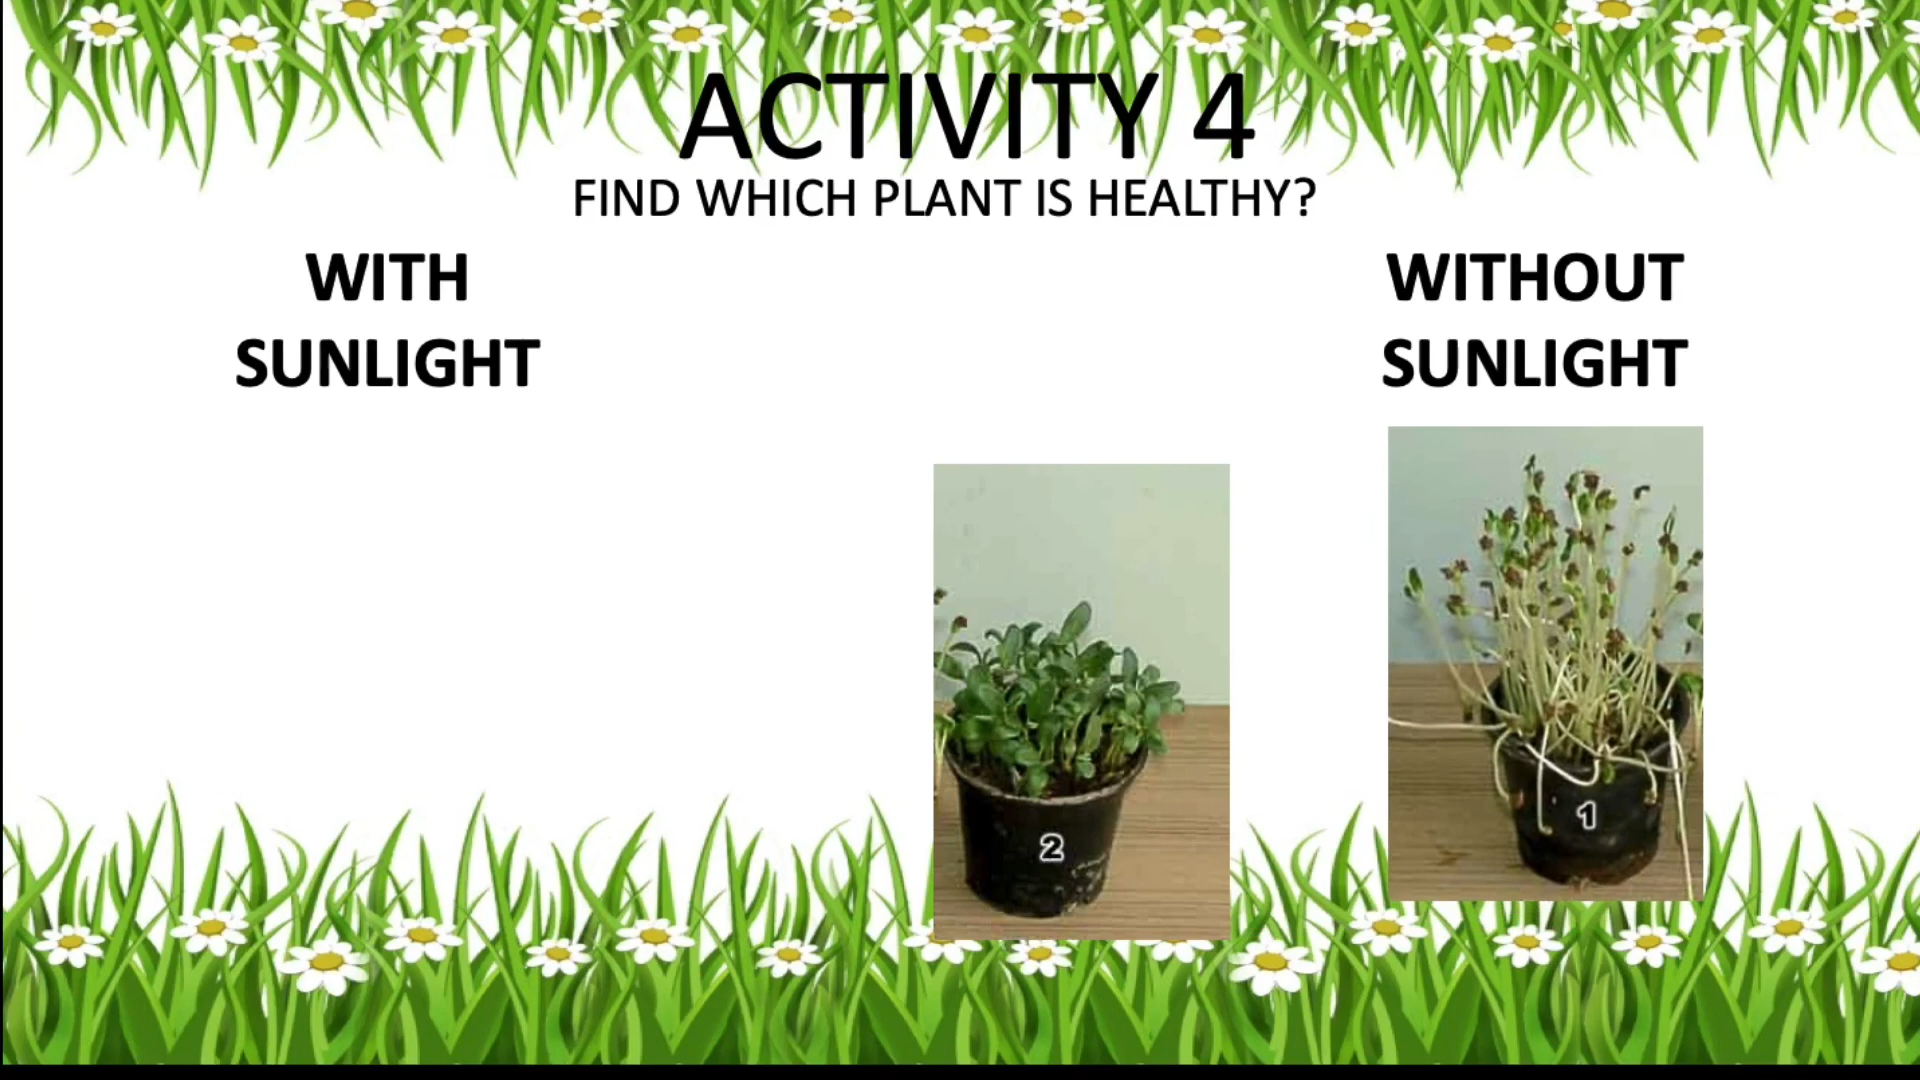 ACTIVITY 4
FIND WHICH PLANT IS HEALTHY?
WITH
SUNLIGHT
WITHOUT
SUNLIGHT
2
1